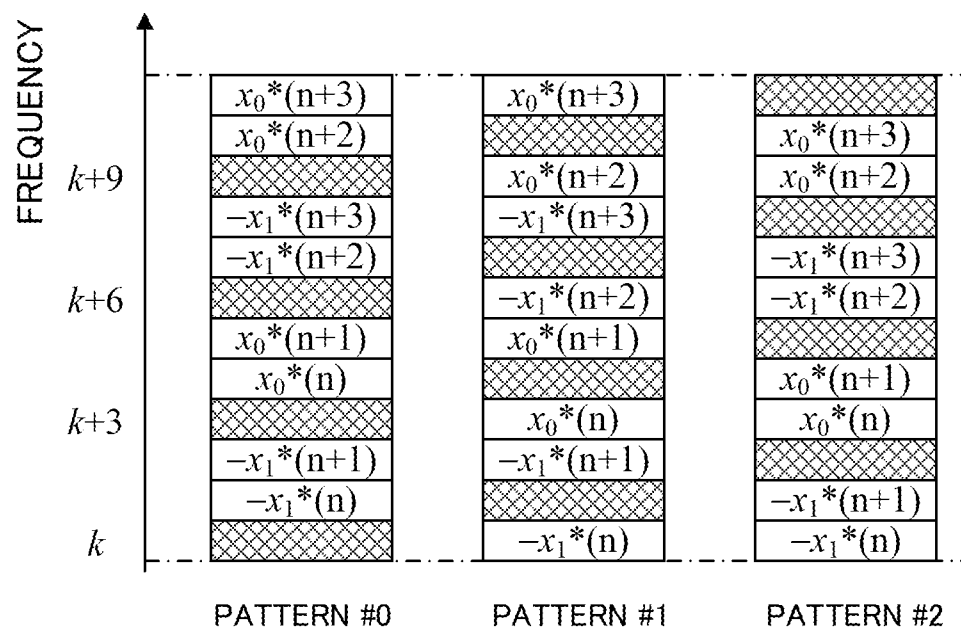 FREQUENCY
k+9
k+6
k+3
k
x₀*(n+3)
x₀*(n+2)
–x₁*(n+3)
–x₁*(n+2)
x₀*(n+1)
x₀*(n)
–x₁*(n+1)
–x₁*(n)
PATTERN #0
x₀*(n+3)
x₀*(n+2)
–x₁*(n+3)
–x₁*(n+2)
x₀*(n+1)
x₀*(n)
–x₁*(n+1)
–x₁*(n)
PATTERN #1
x₀*(n+3)
x₀*(n+2)
–x₁*(n+3)
–x₁*(n+2)
x₀*(n+1)
x₀*(n)
–x₁*(n+1)
–x₁*(n)
PATTERN #2